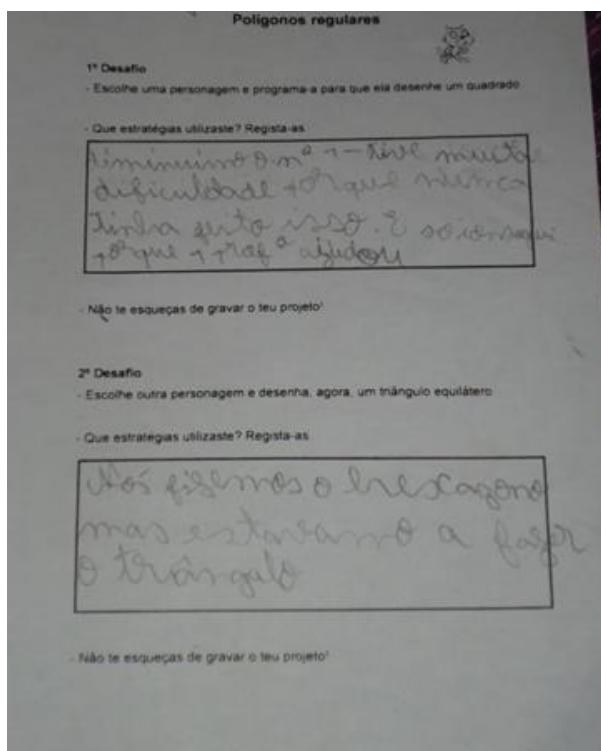 Polígonos regulares
1º Desafio
- Escolhe uma personagem e programa-a para que ela desenhe um quadrado
- Que estratégias utilizaste? Regista-as
o nº tive muita
dificuldade porque nunca
tinha feito isso. E so consegui
porque a profª ajudou
- Não te esqueças de gravar o teu projeto!
2º Desafio
- Escolhe outra personagem e desenha, agora, um triângulo equilátero
- Que estratégias utilizaste? Regista-as
Nós fizemos o hexagono
mas estavamo a fazer
o triângalo
- Não te esqueças de gravar o teu projeto!